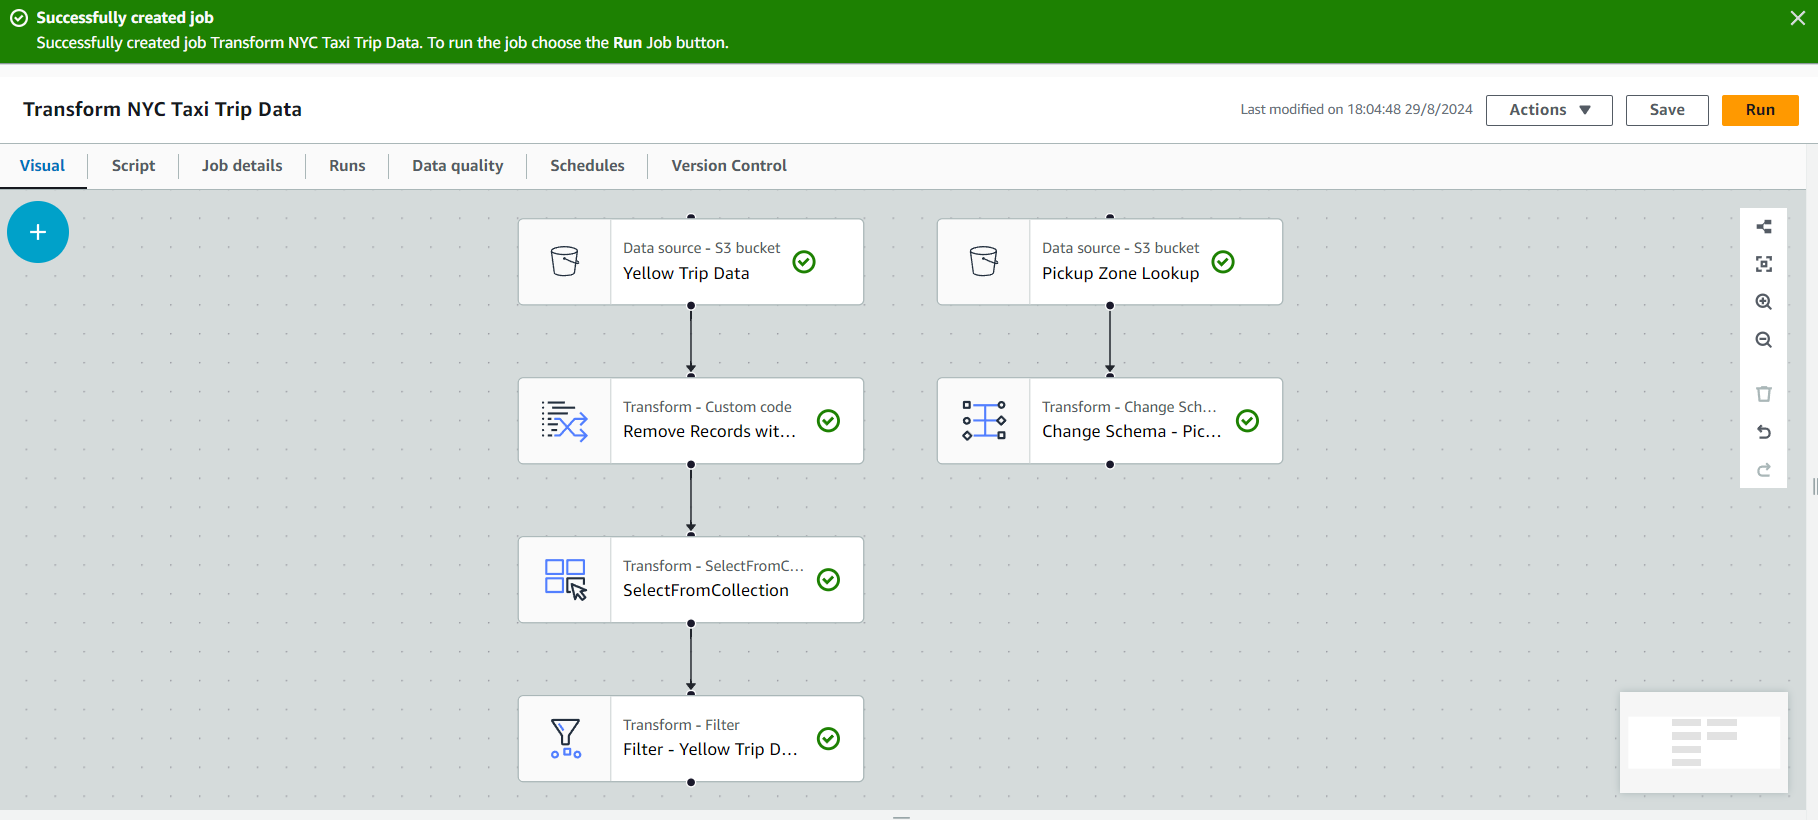 Successfully created job
Successfully created job Transform NYC Taxi Trip Data. To run the job choose the Run Job button.
Transform NYC Taxi Trip Data
Last modified on 18:04:48 29/8/2024
Actions
Save
Run
Visual
Script
Job details
Runs
Data quality
Schedules
Version Control
Data source - S3 bucket
Yellow Trip Data
Data source - S3 bucket
Pickup Zone Lookup
Transform - Custom code
Remove Records wit...
Transform - Change Sch...
Change Schema - Pic...
Transform - SelectFromC...
SelectFromCollection
Transform - Filter
Filter - Yellow Trip D...